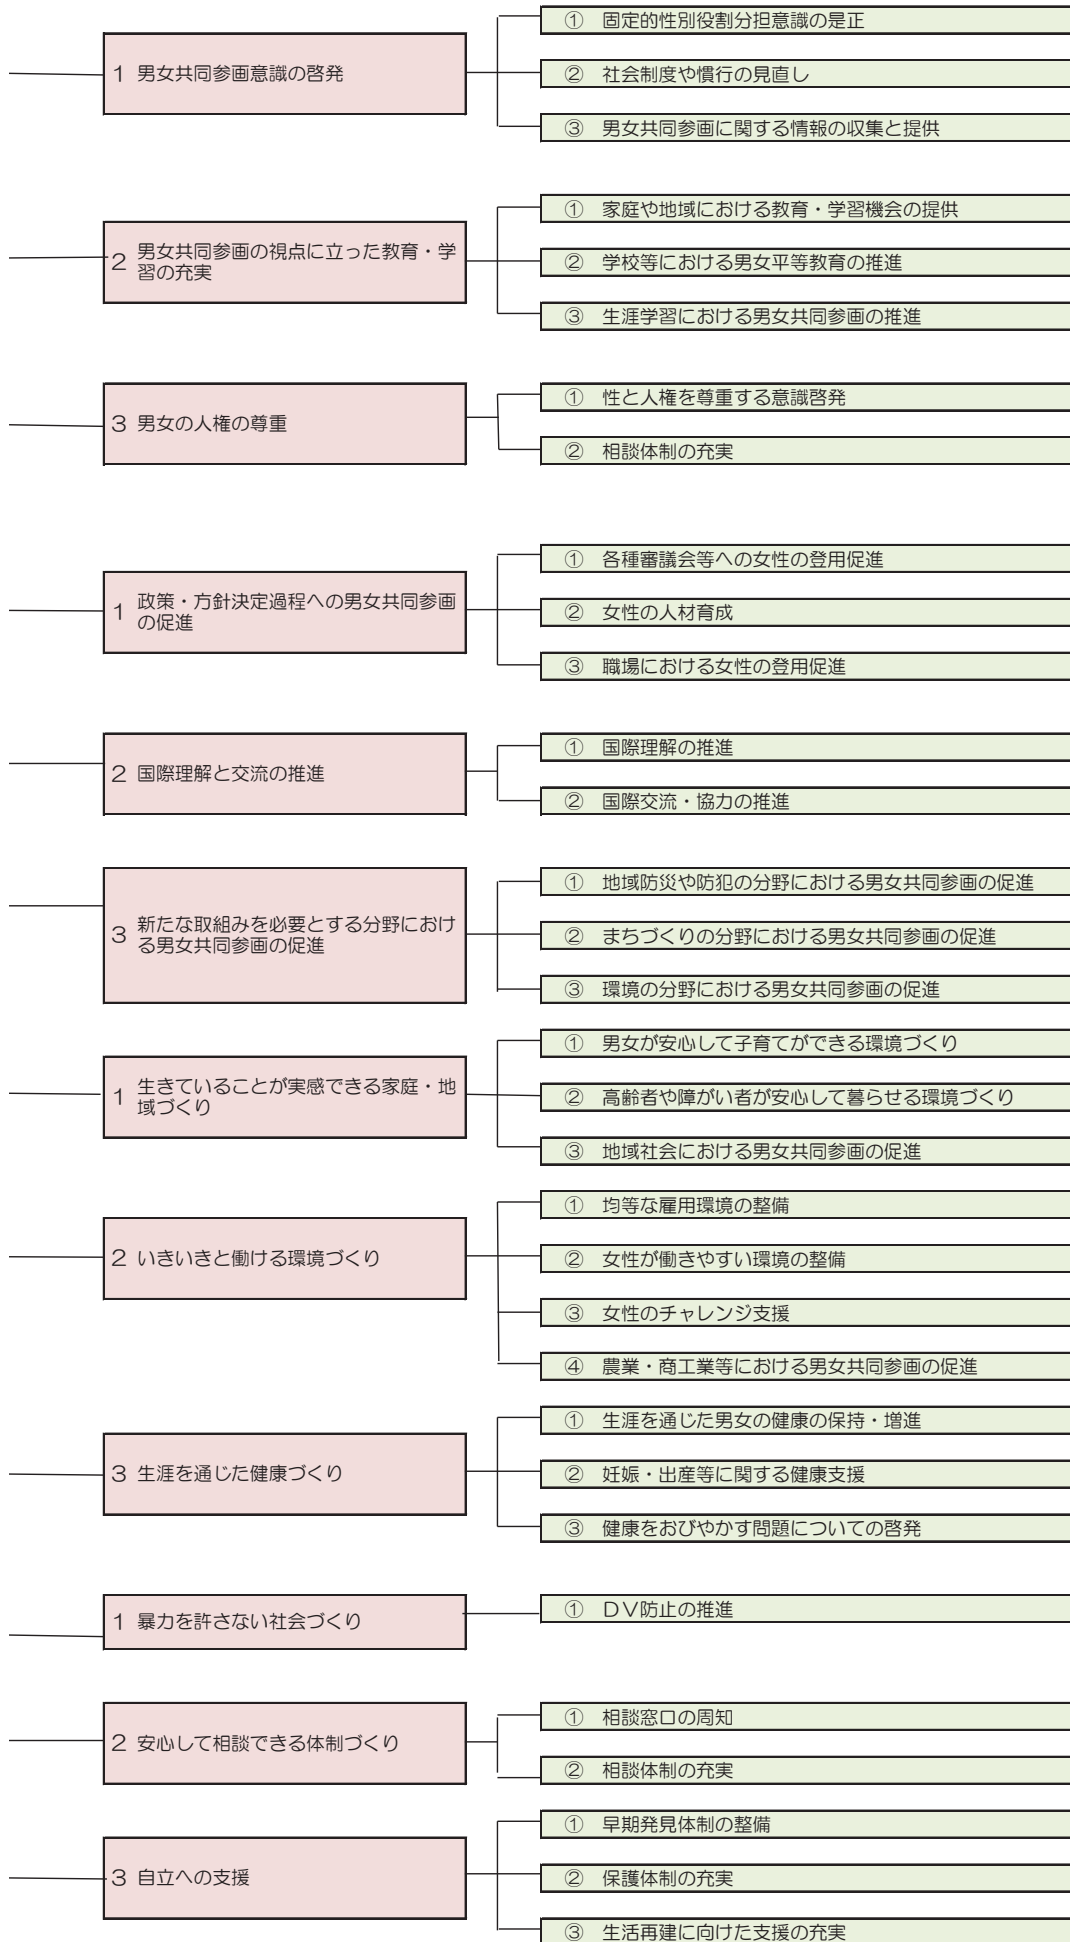 1 男女共同参画意識の啓発
① 固定的性別役割分担意識の是正
② 社会制度や慣行の見直し
③ 男女共同参画に関する情報の収集と提供
2 男女共同参画の視点に立った教育・学
習の充実
① 家庭や地域における教育・学習機会の提供
② 学校等における男女平等教育の推進
③ 生涯学習における男女共同参画の推進
3 男女の人権の尊重
① 性と人権を尊重する意識啓発
② 相談体制の充実
1 政策・方針決定過程への男女共同参画
の促進
① 各種審議会等への女性の登用促進
② 女性の人材育成
③ 職場における女性の登用促進
2 国際理解と交流の推進
① 国際理解の推進
② 国際交流・協力の推進
3 新たな取組みを必要とする分野におけ
る男女共同参画の促進
① 地域防災や防犯の分野における男女共同参画の促進
② まちづくりの分野における男女共同参画の促進
③ 環境の分野における男女共同参画の促進
1 生きていることが実感できる家庭・地
域づくり
① 男女が安心して子育てができる環境づくり
② 高齢者や障がい者が安心して暮らせる環境づくり
③ 地域社会における男女共同参画の促進
2 いきいきと働ける環境づくり
① 均等な雇用環境の整備
② 女性が働きやすい環境の整備
③ 女性のチャレンジ支援
④ 農業・商工業等における男女共同参画の促進
3 生涯を通じた健康づくり
① 生涯を通じた男女の健康の保持・増進
② 妊娠・出産等に関する健康支援
③ 健康をおびやかす問題についての啓発
1 暴力を許さない社会づくり
① ＤＶ防止の推進
2 安心して相談できる体制づくり
① 相談窓口の周知
② 相談体制の充実
3 自立への支援
① 早期発見体制の整備
② 保護体制の充実
③ 生活再建に向けた支援の充実